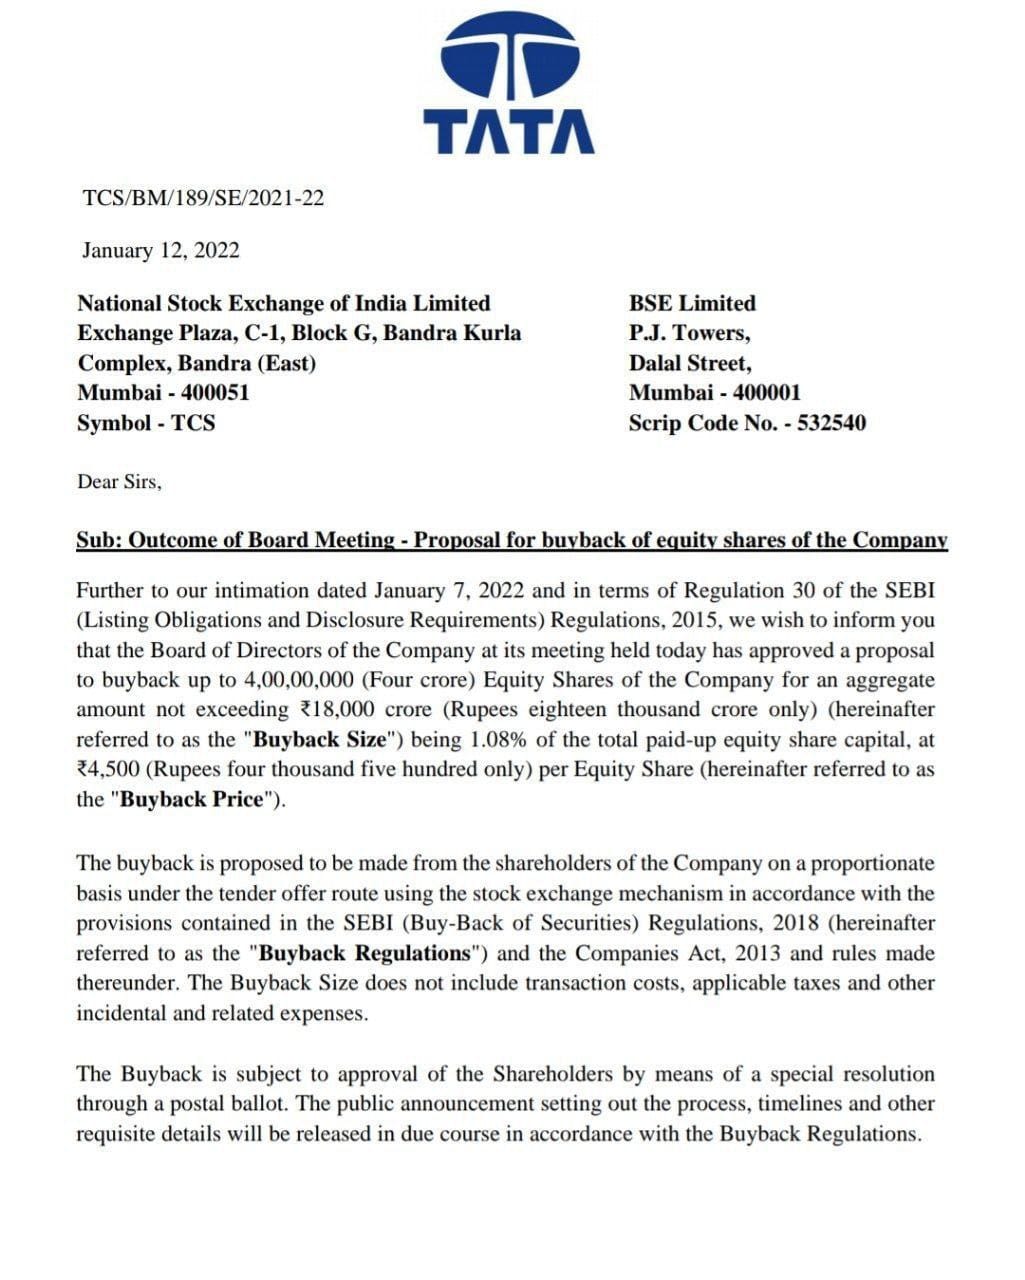 TATA
TCS/BM/189/SE/2021-22
January 12, 2022
National Stock Exchange of India Limited
Exchange Plaza, C-1, Block G, Bandra Kurla
Complex, Bandra (East)
Mumbai - 400051
Symbol - TCS
BSE Limited
P.J. Towers,
Dalal Street,
Mumbai - 400001
Scrip Code No. - 532540
Dear Sirs,
Sub: Outcome of Board Meeting - Proposal for buyback of equity shares of the Company
Further to our intimation dated January 7, 2022 and in terms of Regulation 30 of the SEBI
(Listing Obligations and Disclosure Requirements) Regulations, 2015, we wish to inform you
that the Board of Directors of the Company at its meeting held today has approved a proposal
to buyback up to 4,00,00,000 (Four crore) Equity Shares of the Company for an aggregate
amount not exceeding ₹18,000 crore (Rupees eighteen thousand crore only) (hereinafter
referred to as the "Buyback Size") being 1.08% of the total paid-up equity share capital, at
₹4,500 (Rupees four thousand five hundred only) per Equity Share (hereinafter referred to as
the "Buyback Price").
The buyback is proposed to be made from the shareholders of the Company on a proportionate
basis under the tender offer route using the stock exchange mechanism in accordance with the
provisions contained in the SEBI (Buy-Back of Securities) Regulations, 2018 (hereinafter
referred to as the "Buyback Regulations") and the Companies Act, 2013 and rules made
thereunder. The Buyback Size does not include transaction costs, applicable taxes and other
incidental and related expenses.
The Buyback is subject to approval of the Shareholders by means of a special resolution
through a postal ballot. The public announcement setting out the process, timelines and other
requisite details will be released in due course in accordance with the Buyback Regulations.